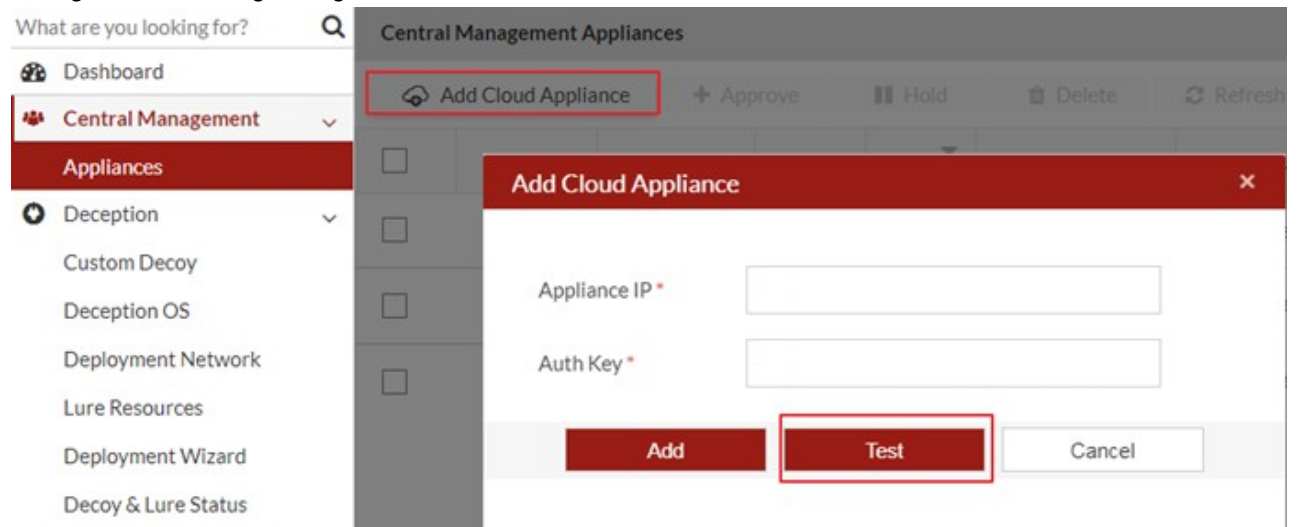 What are you looking for?
Dashboard
Central Management
Appliances
Deception
Custom Decoy
Deception OS
Deployment Network
Lure Resources
Deployment Wizard
Decoy & Lure Status
Central Management Appliances
Add Cloud Appliance + Approve Hold Delete Refresh
Add Cloud Appliance ×
Appliance IP *
Auth Key *
Add Test Cancel